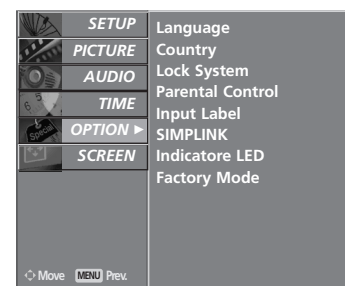 SETUP
PICTURE
AUDIO
TIME
OPTION ►
SCREEN
Move MENU Prev.
Language
Country
Lock System
Parental Control
Input Label
SIMPLINK
Indicatore LED
Factory Mode